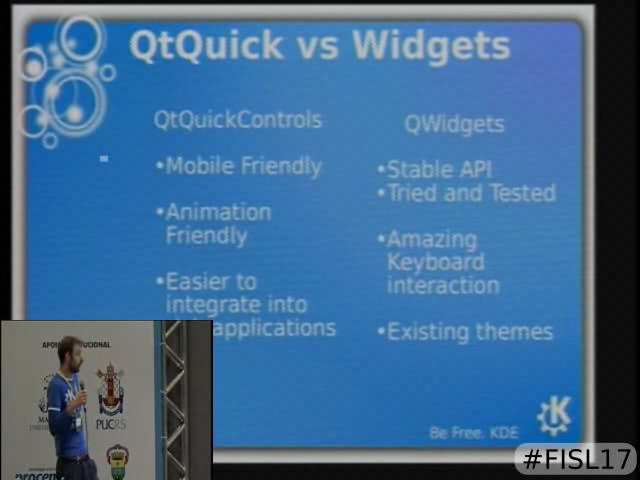 QtQuick vs Widgets
QtQuickControls
•Mobile Friendly
•Animation
Friendly
•Easier to
integrate into
applications
QWidgets
•Stable API
•Tried and Tested
•Amazing
Keyboard
interaction
•Existing themes
Be Free. KDE
K
#FISL17
PUCRS